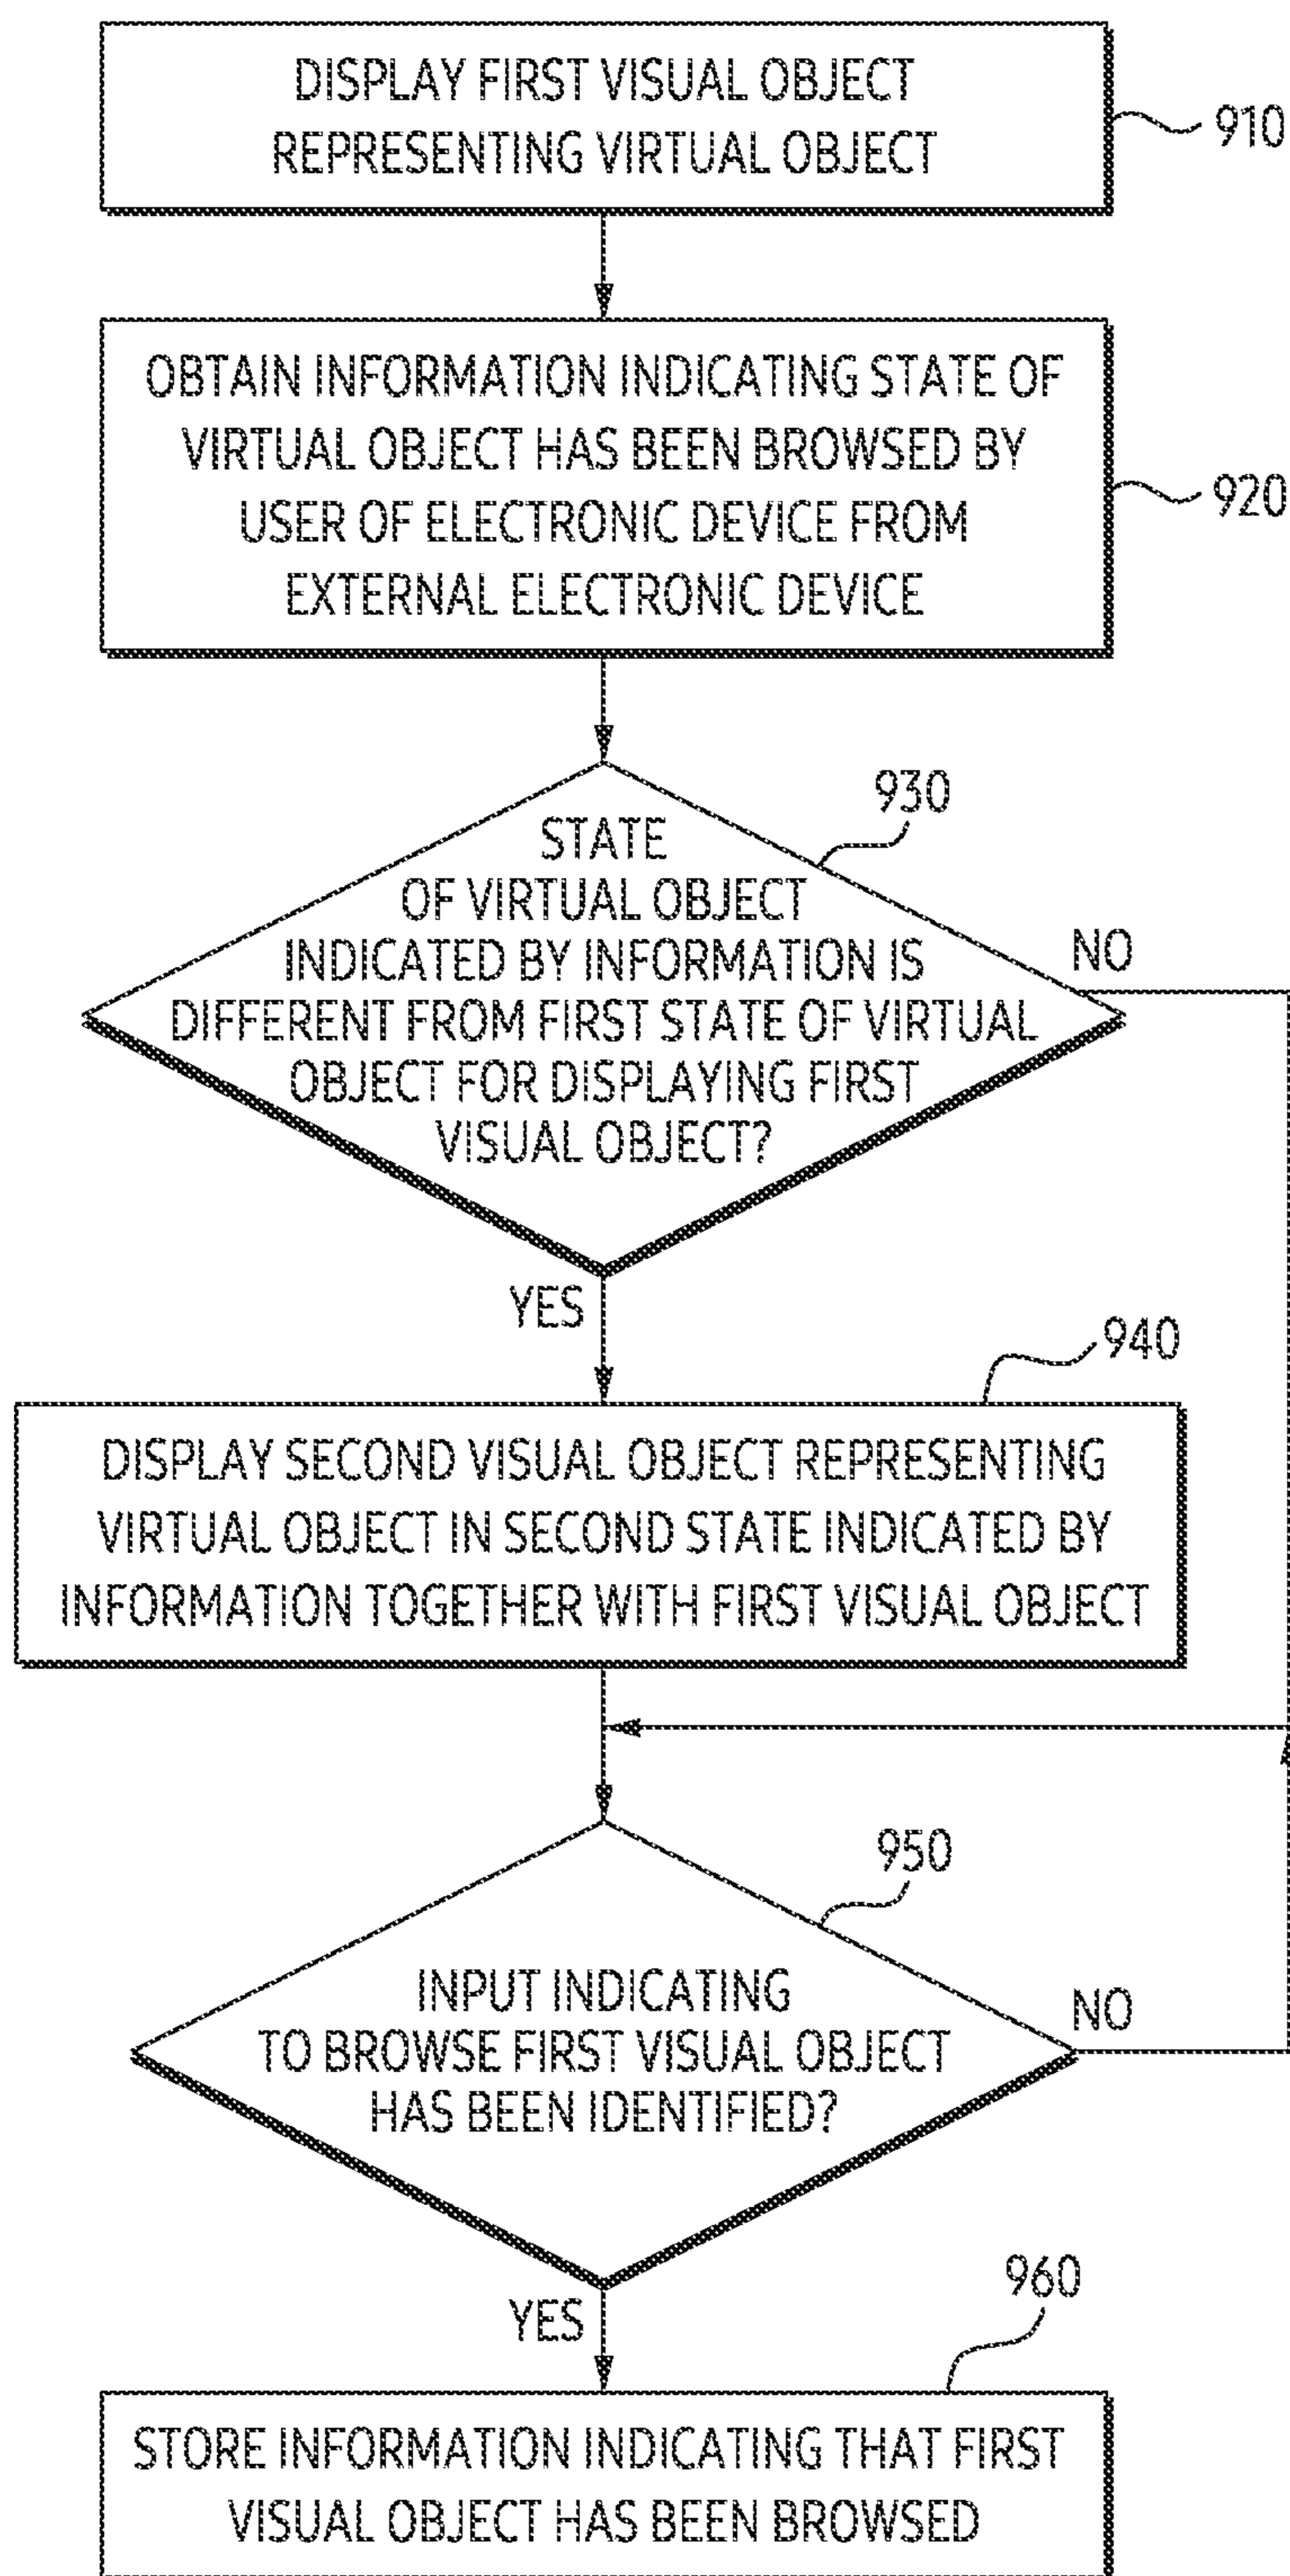 DISPLAY FIRST VISUAL OBJECT
REPRESENTING VIRTUAL OBJECT
910
OBTAIN INFORMATION INDICATING STATE OF
VIRTUAL OBJECT HAS BEEN BROWSED BY
USER OF ELECTRONIC DEVICE FROM
EXTERNAL ELECTRONIC DEVICE
920
930
STATE
OF VIRTUAL OBJECT
INDICATED BY INFORMATION IS
DIFFERENT FROM FIRST STATE OF VIRTUAL
OBJECT FOR DISPLAYING FIRST
VISUAL OBJECT?
NO
YES
940
DISPLAY SECOND VISUAL OBJECT REPRESENTING
VIRTUAL OBJECT IN SECOND STATE INDICATED BY
INFORMATION TOGETHER WITH FIRST VISUAL OBJECT
950
INPUT INDICATING
TO BROWSE FIRST VISUAL OBJECT
HAS BEEN IDENTIFIED?
NO
YES
960
STORE INFORMATION INDICATING THAT FIRST
VISUAL OBJECT HAS BEEN BROWSED